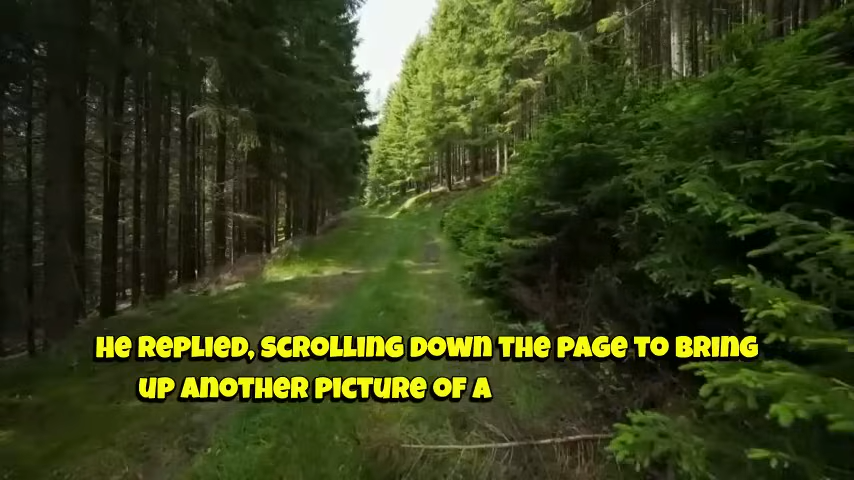 He replied, scrolling down the page to bring
up another picture of a